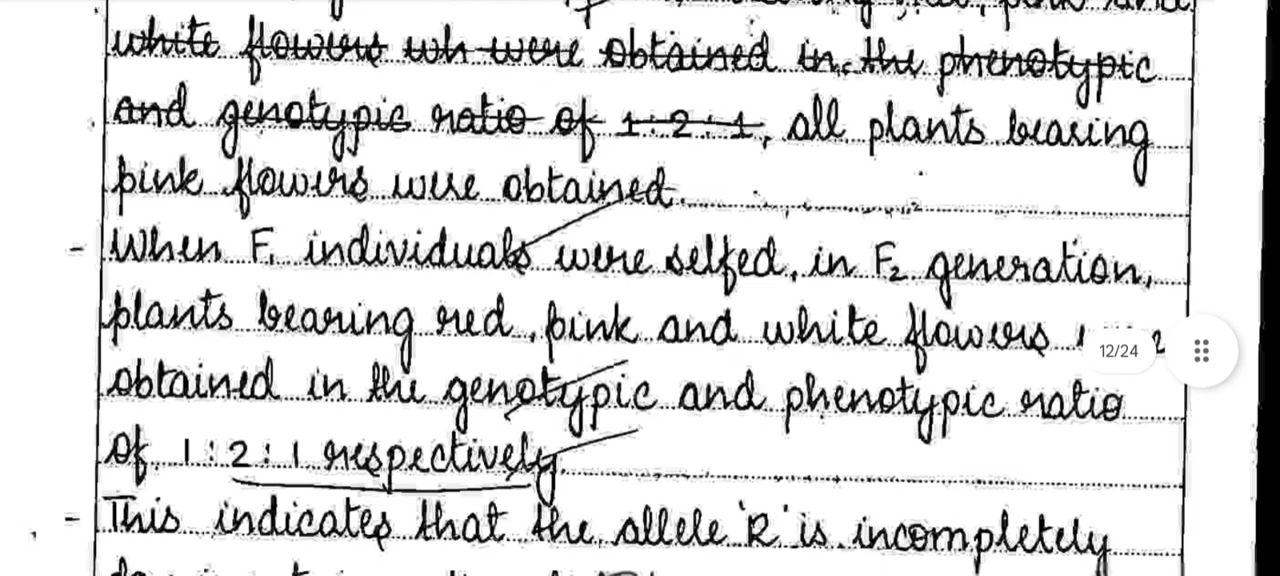 white flowers wh were obtained in the phenotypic
and genotypic ratio of 1:2:1, all plants bearing
pink flowers were obtained.
- When F1 individuals were selfed, in F2 generation,
plants bearing red, pink and white flowers
12/24
obtained in the genotypic and phenotypic ratio
of 1:2:1 respectively.
- This indicates that the allele 'R' is incompletely